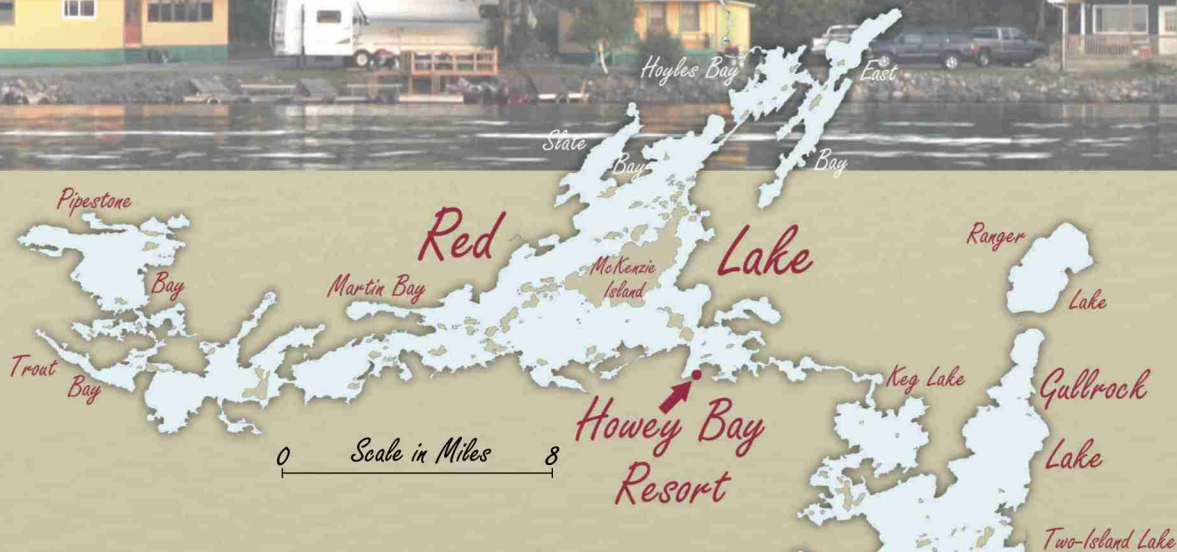 Hoyles Bay
East
Bay
Slate
Bay
Pipestone
Bay
Red
Lake
Ranger
Lake
McKenzie
Island
Martin Bay
Trout
Bay
Keg Lake
Gullrock
Lake
Howey Bay
Resort
0 Scale in Miles 8
Two-Island Lake